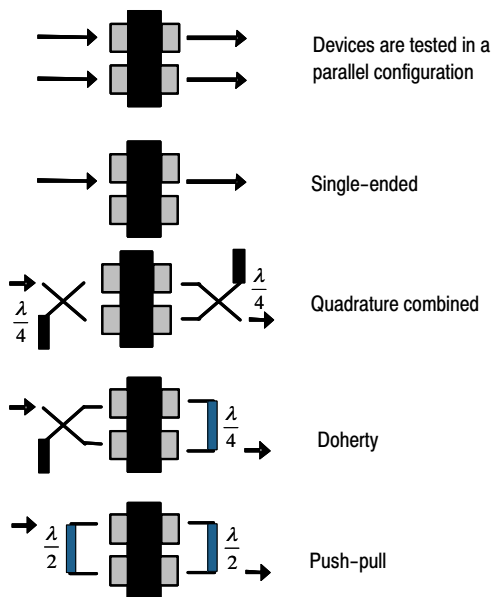 Devices are tested in a
parallel configuration
Single-ended
λ/4
λ/4
Quadrature combined
λ/4
Doherty
λ/2
λ/2
Push-pull